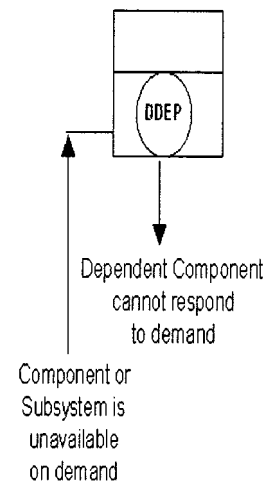 DDEP
Dependent Component
cannot respond
to demand
Component or
Subsystem is
unavailable
on demand